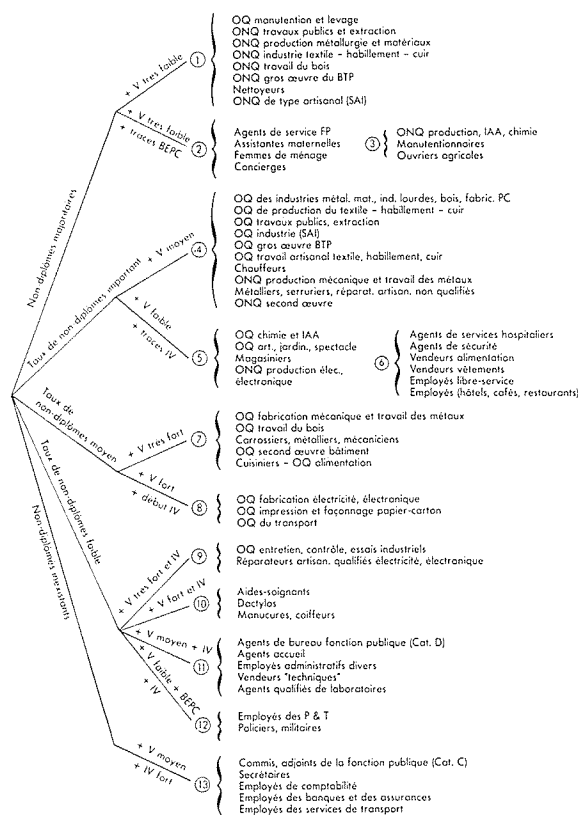 Non diplômes majoritaires
+ V très faible
1
OQ manutention et levage
ONQ travaux publics et extraction
ONQ production métallurgie et matériaux
ONQ industrie textile - habillement - cuir
ONQ travail du bois
ONQ gros œuvre du BTP
Nettoyeurs
ONQ de type artisanal (SAI)
+ V très faible
+ traces BEPC
2
Agents de service FP
Assistantes maternelles
Femmes de ménage
Concierges
3
ONQ production, IAA, chimie
Manutentionnaires
Ouvriers agricoles
Taux de non diplômes important
+ V moyen
4
OQ des industries métal. mat., ind. lourdes, bois, fabric. PC
OQ de production du textile - habillement - cuir
OQ travaux publics, extraction
OQ industrie (SAI)
OQ gros œuvre BTP
OQ travail artisanal textile, habillement, cuir
Chauffeurs
ONQ production mécanique et travail des métaux
Métalliers, serruriers, réparat. artisan. non qualifiés
ONQ second œuvre
+ V faible
+ traces IV
5
OQ chimie et IAA
OQ art., jardin., spectacle
Magasiniers
ONQ production élec.,
électronique
6
Agents de services hospitaliers
Agents de sécurité
Vendeurs alimentation
Vendeurs vêtements
Employés libre-service
Employés (hôtels, cafés, restaurants)
Taux de
non-diplômes moyen
+ V très fort
7
OQ fabrication mécanique et travail des métaux
OQ travail du bois
Carrossiers, métalliers, mécaniciens
OQ second œuvre bâtiment
Cuisiniers - OQ alimentation
+ V fort
+ début IV
8
OQ fabrication électricité, électronique
OQ impression et façonnage papier-carton
OQ du transport
Taux de non-diplômes faible
+ V très fort et IV
9
OQ entretien, contrôle, essais industriels
Réparateurs artisan. qualifiés électricité, électronique
+ V fort et IV
10
Aides-soignants
Dactylos
Manucures, coiffeurs
+ V moyen + IV
11
Agents de bureau fonction publique (Cat. D)
Agents accueil
Employés administratifs divers
Vendeurs "techniques"
Agents qualifiés de laboratoires
+ V faible + BEPC
+ IV
12
Employés des P & T
Policiers, militaires
Non-diplômes inexistants
+ V moyen
+ IV fort
13
Commis, adjoints de la fonction publique (Cat. C)
Secrétaires
Employés de comptabilité
Employés des banques et des assurances
Employés des services de transport